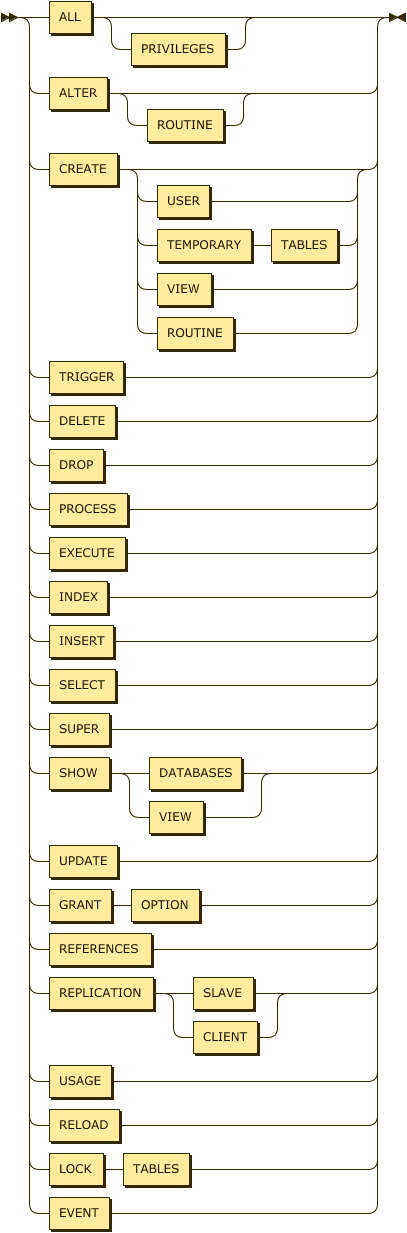 ALL
PRIVILEGES
ALTER
ROUTINE
CREATE
USER
TEMPORARY TABLES
VIEW
ROUTINE
TRIGGER
DELETE
DROP
PROCESS
EXECUTE
INDEX
INSERT
SELECT
SUPER
SHOW DATABASES
VIEW
UPDATE
GRANT OPTION
REFERENCES
REPLICATION SLAVE
CLIENT
USAGE
RELOAD
LOCK TABLES
EVENT